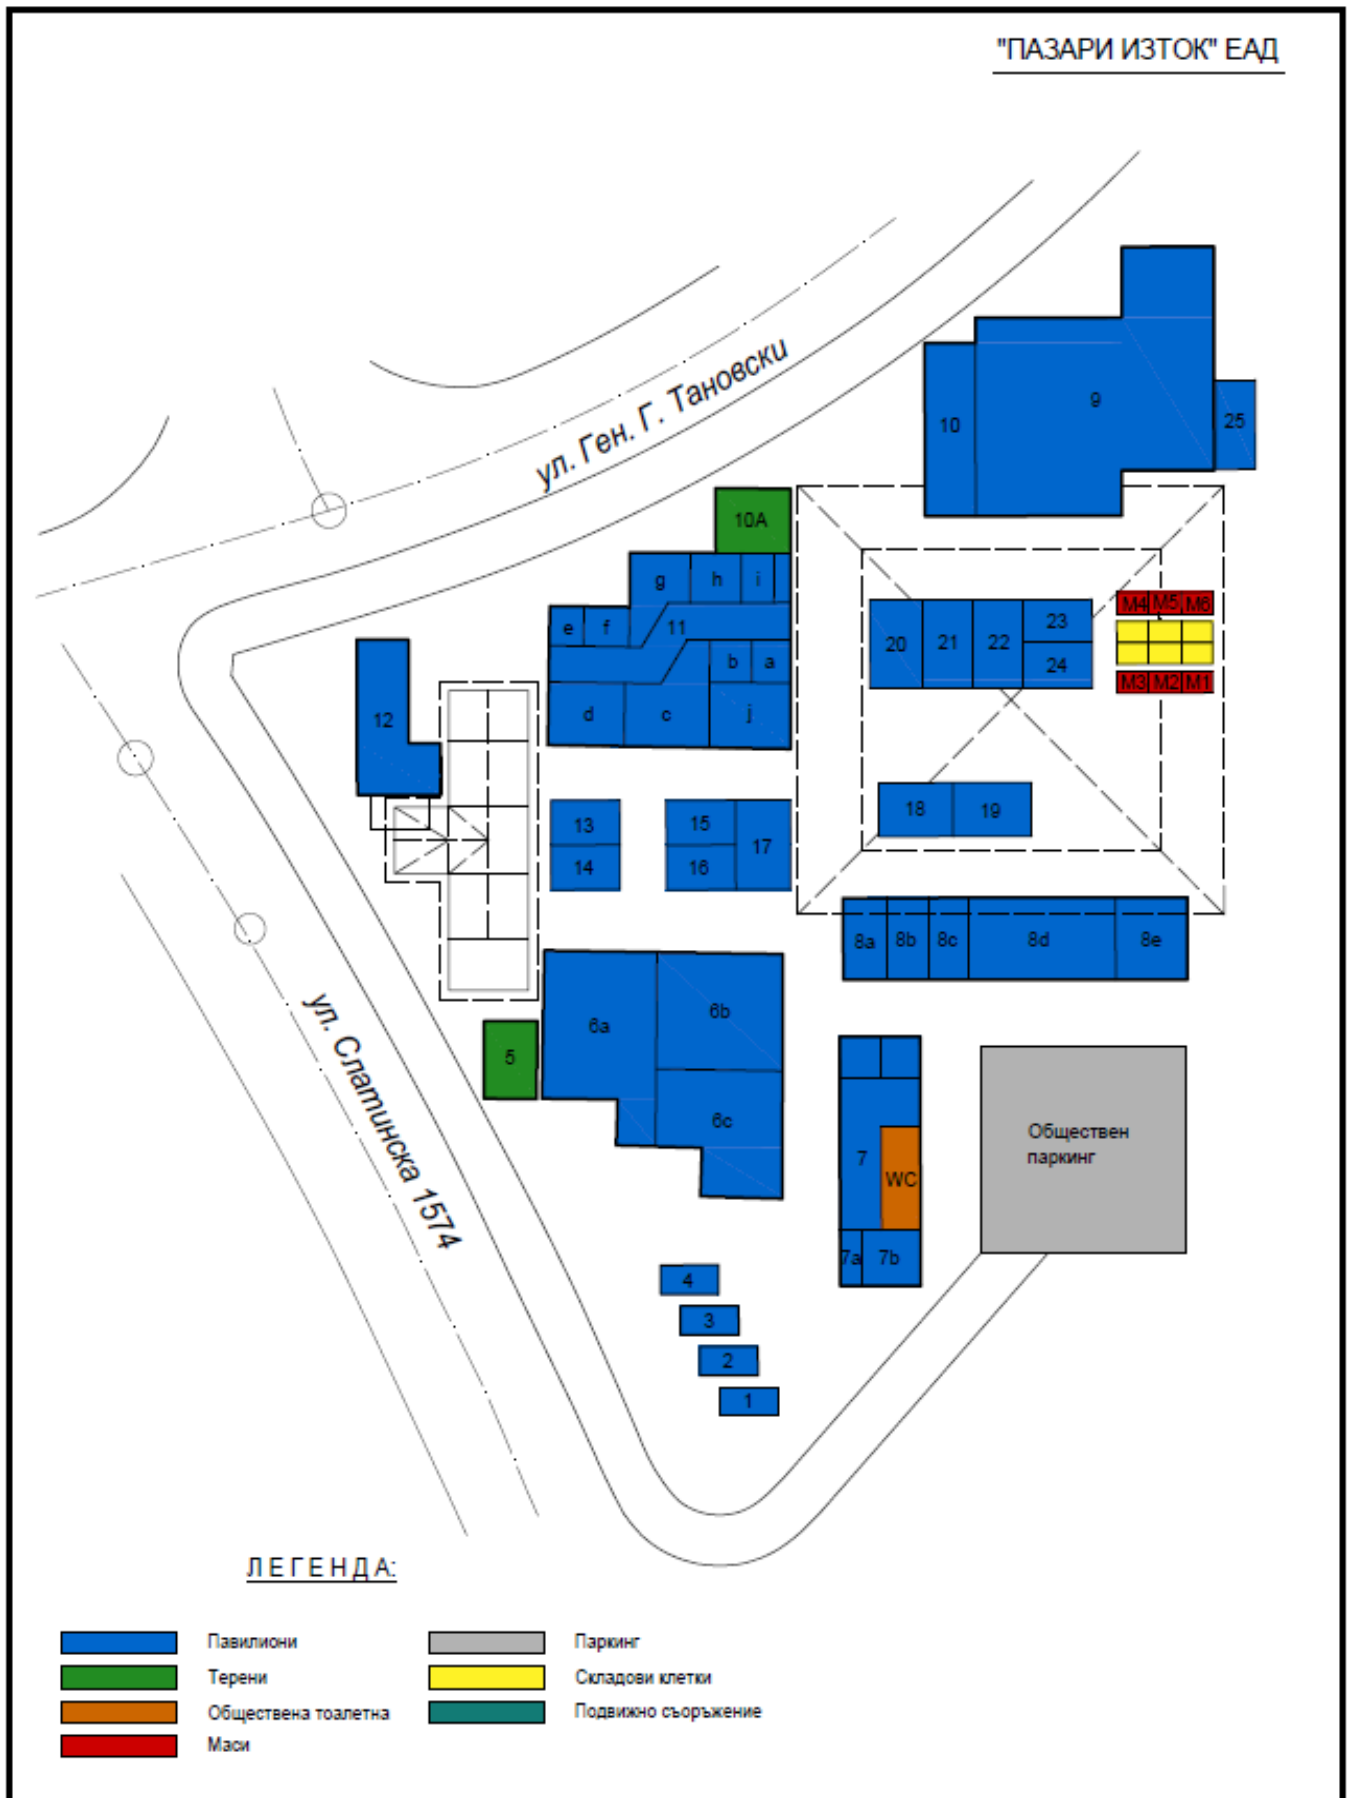 "ПАЗАРИ ИЗТОК" ЕАД
ул. Ген. Г. Тановски
9
10
25
10A
g
h
i
e
f
11
b
a
d
c
j
12
20
21
22
23
24
M4
M5
M6
M3
M2
M1
13
14
15
16
17
18
19
8a
8b
8c
8d
8e
6a
6b
6c
5
ул. Слатинска 1574
7
WC
7a
7b
Обществен
паркинг
4
3
2
1
ЛЕГЕНДА:
Павилиони
Терени
Обществена тоалетна
Маси
Паркинг
Складови клетки
Подвижно съоръжение